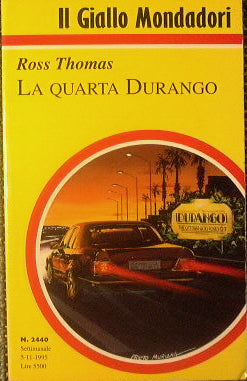 Il Giallo Mondadori
Ross Thomas
LA QUARTA DURANGO
DURANGO
N. 2440
Settimanale
5-11-1995
Lire 5500